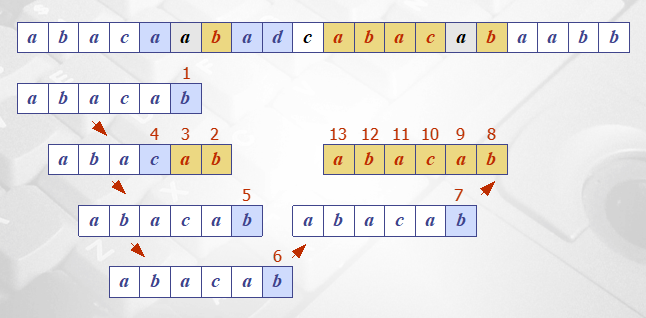 a b a c a a b a d c a b a c a b a a b b
1
a b a c a b
4 3 2 13 12 11 10 9 8
a b a c a b a b a c a b
5 7
a b a c a b a b a c a b
6
a b a c a b